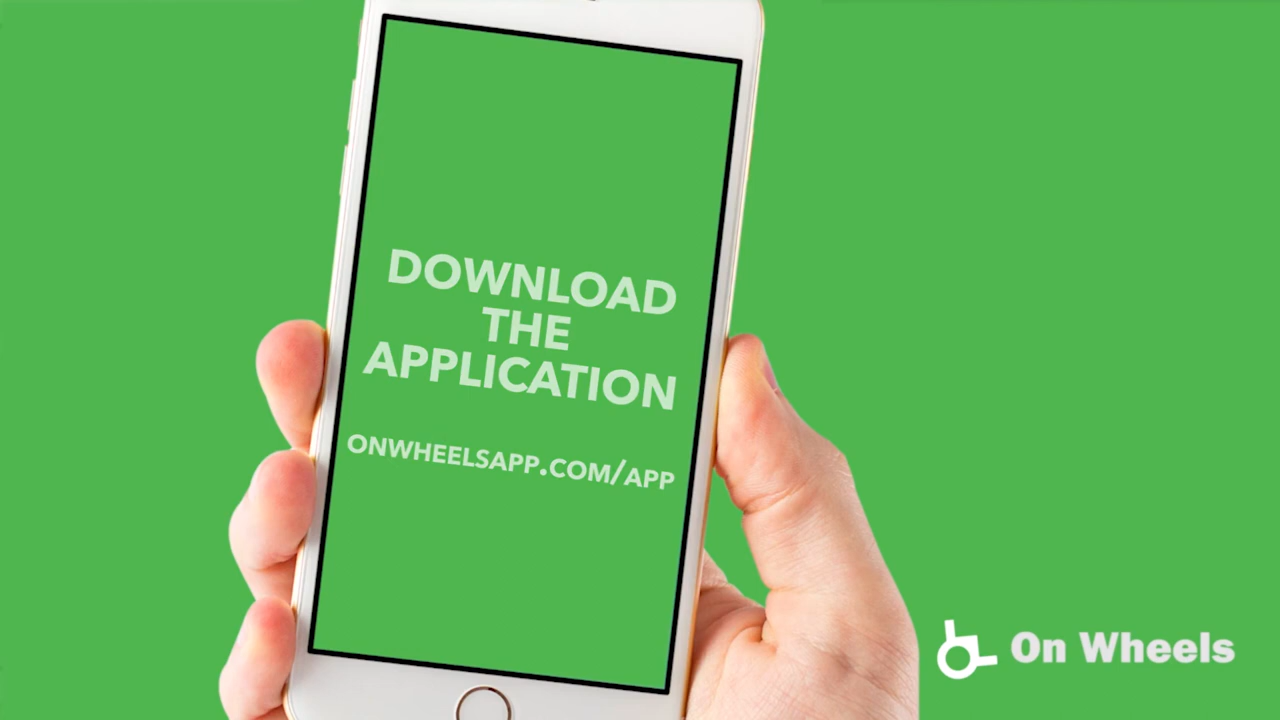 DOWNLOAD
THE
APPLICATION
ONWHEELSAPP.COM/APP
On Wheels